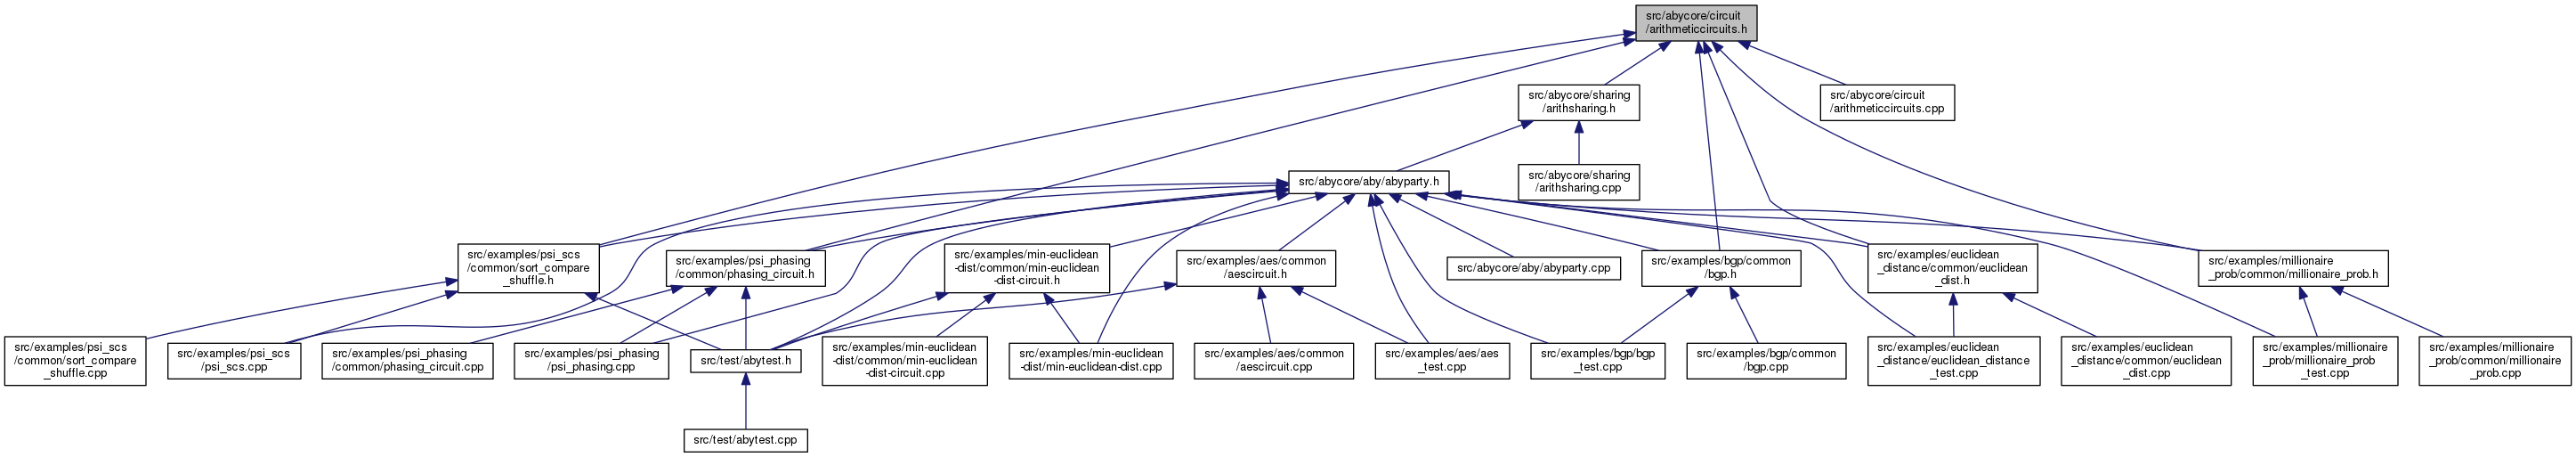 src/abycore/circuit
/arithmeticcircuits.h
src/abycore/sharing
/arithsharing.h
src/abycore/circuit
/arithmeticcircuits.cpp
src/abycore/aby/abyparty.h
src/abycore/sharing
/arithsharing.cpp
src/examples/psi_scs
/common/sort_compare
_shuffle.h
src/examples/psi_phasing
/common/phasing_circuit.h
src/examples/min-euclidean
-dist/common/min-euclidean
-dist-circuit.h
src/examples/aes/common
/aescircuit.h
src/abycore/aby/abyparty.cpp
src/examples/bgp/common
/bgp.h
src/examples/euclidean
_distance/common/euclidean
_dist.h
src/examples/millionaire
_prob/common/millionaire_prob.h
src/examples/psi_scs
/common/sort_compare
_shuffle.cpp
src/examples/psi_scs
/psi_scs.cpp
src/examples/psi_phasing
/common/phasing_circuit.cpp
src/examples/psi_phasing
/psi_phasing.cpp
src/test/abytest.h
src/examples/min-euclidean
-dist/common/min-euclidean
-dist-circuit.cpp
src/examples/min-euclidean
-dist/min-euclidean-dist.cpp
src/examples/aes/common
/aescircuit.cpp
src/examples/aes/aes
_test.cpp
src/examples/bgp/bgp
_test.cpp
src/examples/bgp/common
/bgp.cpp
src/examples/euclidean
_distance/euclidean_distance
_test.cpp
src/examples/euclidean
_distance/common/euclidean
_dist.cpp
src/examples/millionaire
_prob/millionaire_prob
_test.cpp
src/examples/millionaire
_prob/common/millionaire
_prob.cpp
src/test/abytest.cpp